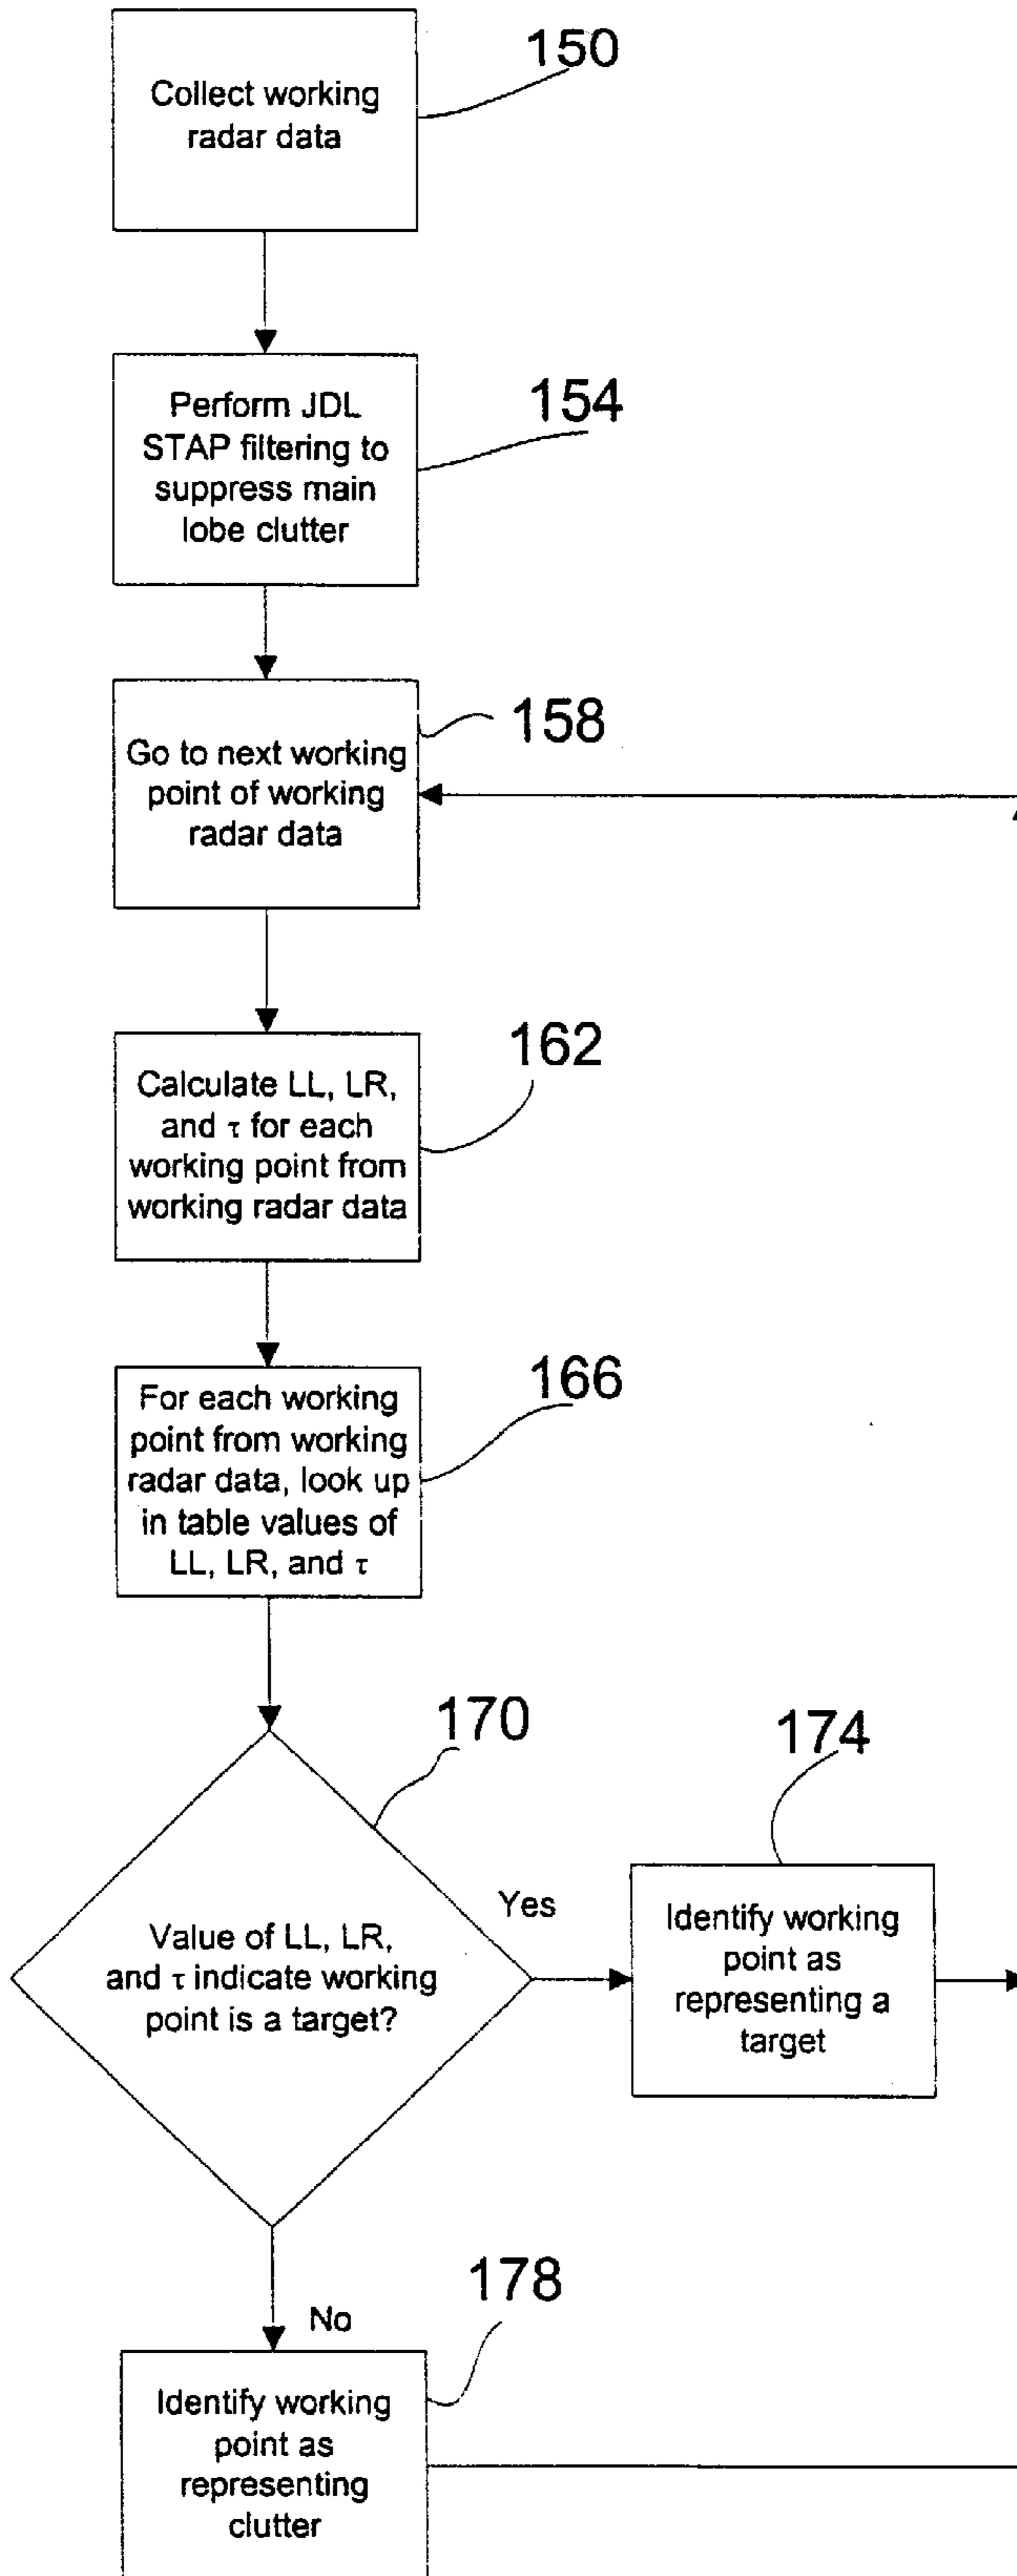 150
Collect working
radar data
154
Perform JDL
STAP filtering to
suppress main
lobe clutter
158
Go to next working
point of working
radar data
162
Calculate LL, LR,
and τ for each
working point from
working radar data
166
For each working
point from working
radar data, look up
in table values of
LL, LR, and τ
170
174
Value of LL, LR,
and τ indicate working
point is a target?
Yes
Identify working
point as
representing a
target
178
No
Identify working
point as
representing
clutter